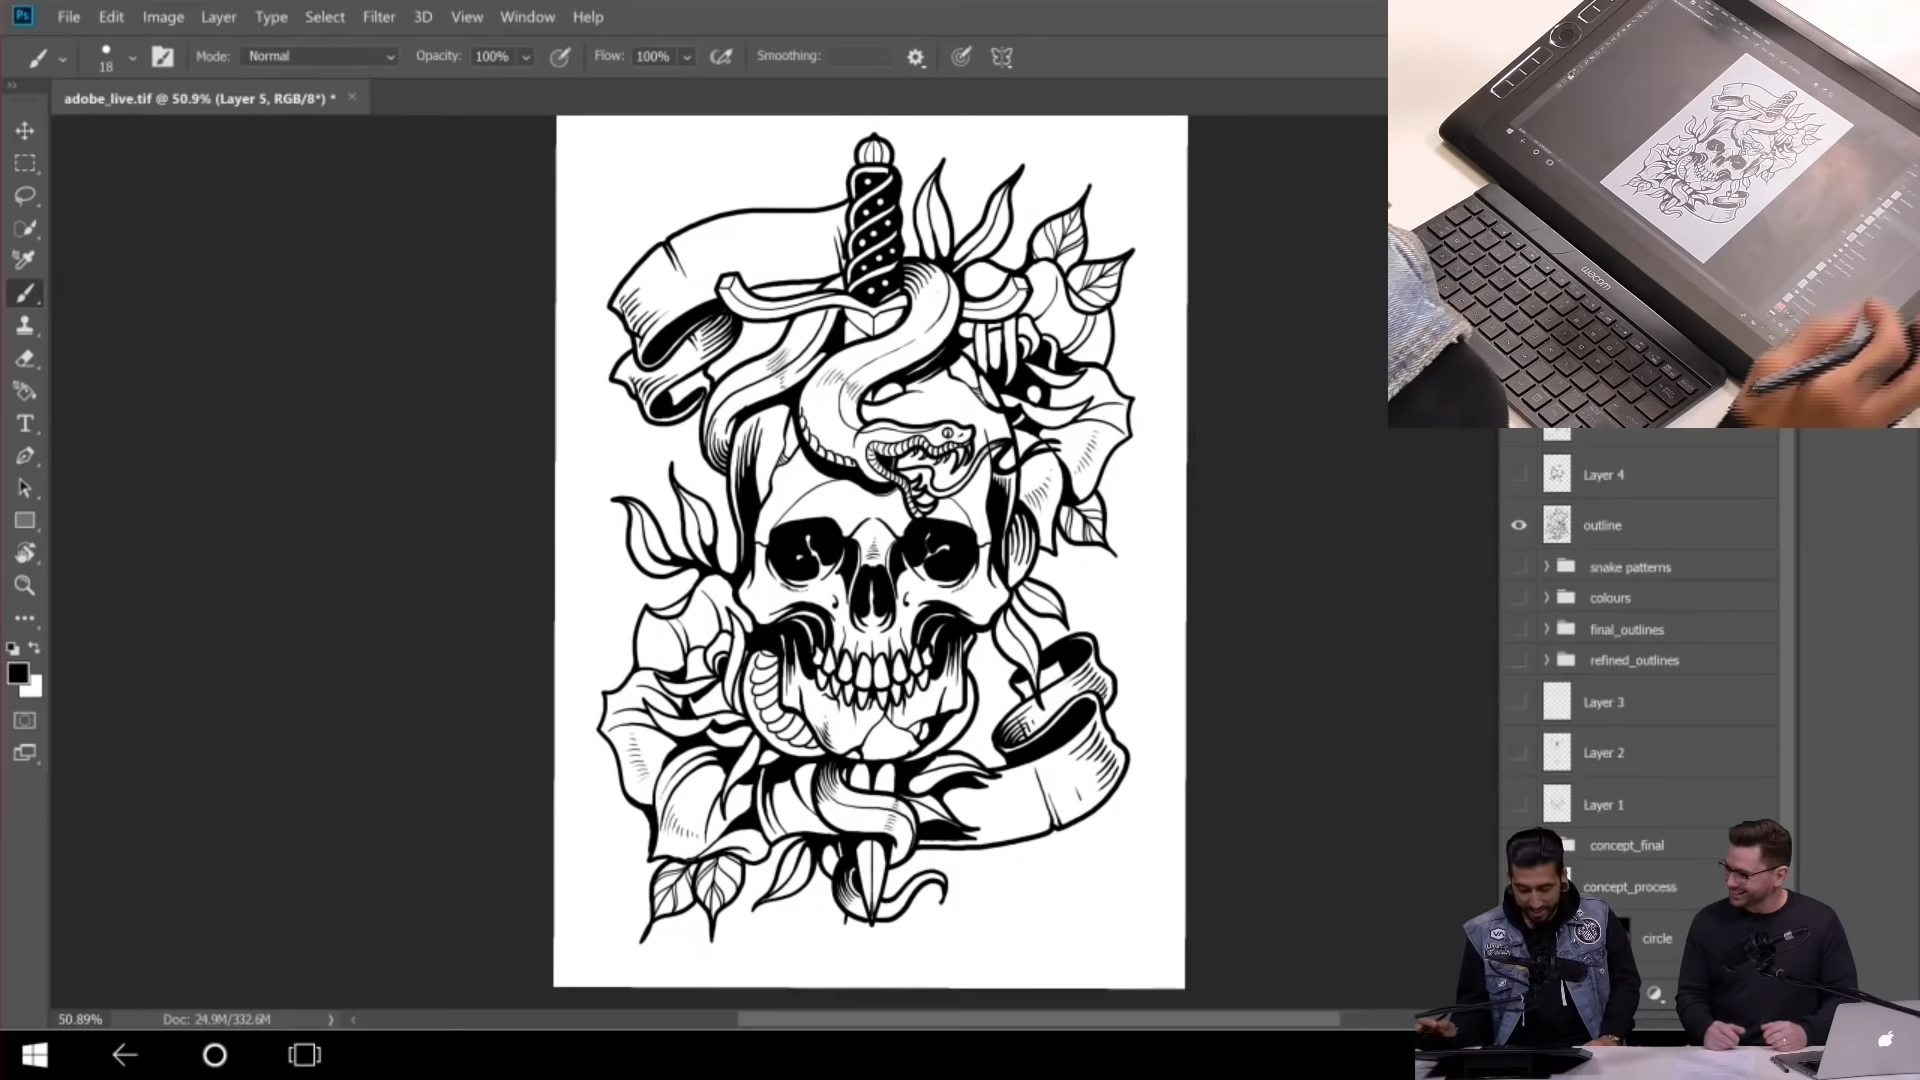 Ps File Edit Image Layer Type Select Filter 3D View Window Help
18 Mode: Normal Opacity: 100% Flow: 100% Smoothing:
adobe_live.tif @ 50.9% (Layer 5, RGB/8*) *
wacom
Layer 4
outline
snake patterns
colours
final_outlines
refined_outlines
Layer 3
Layer 2
Layer 1
concept_final
concept_process
circle
50.89% Doc: 24.9M/332.6M